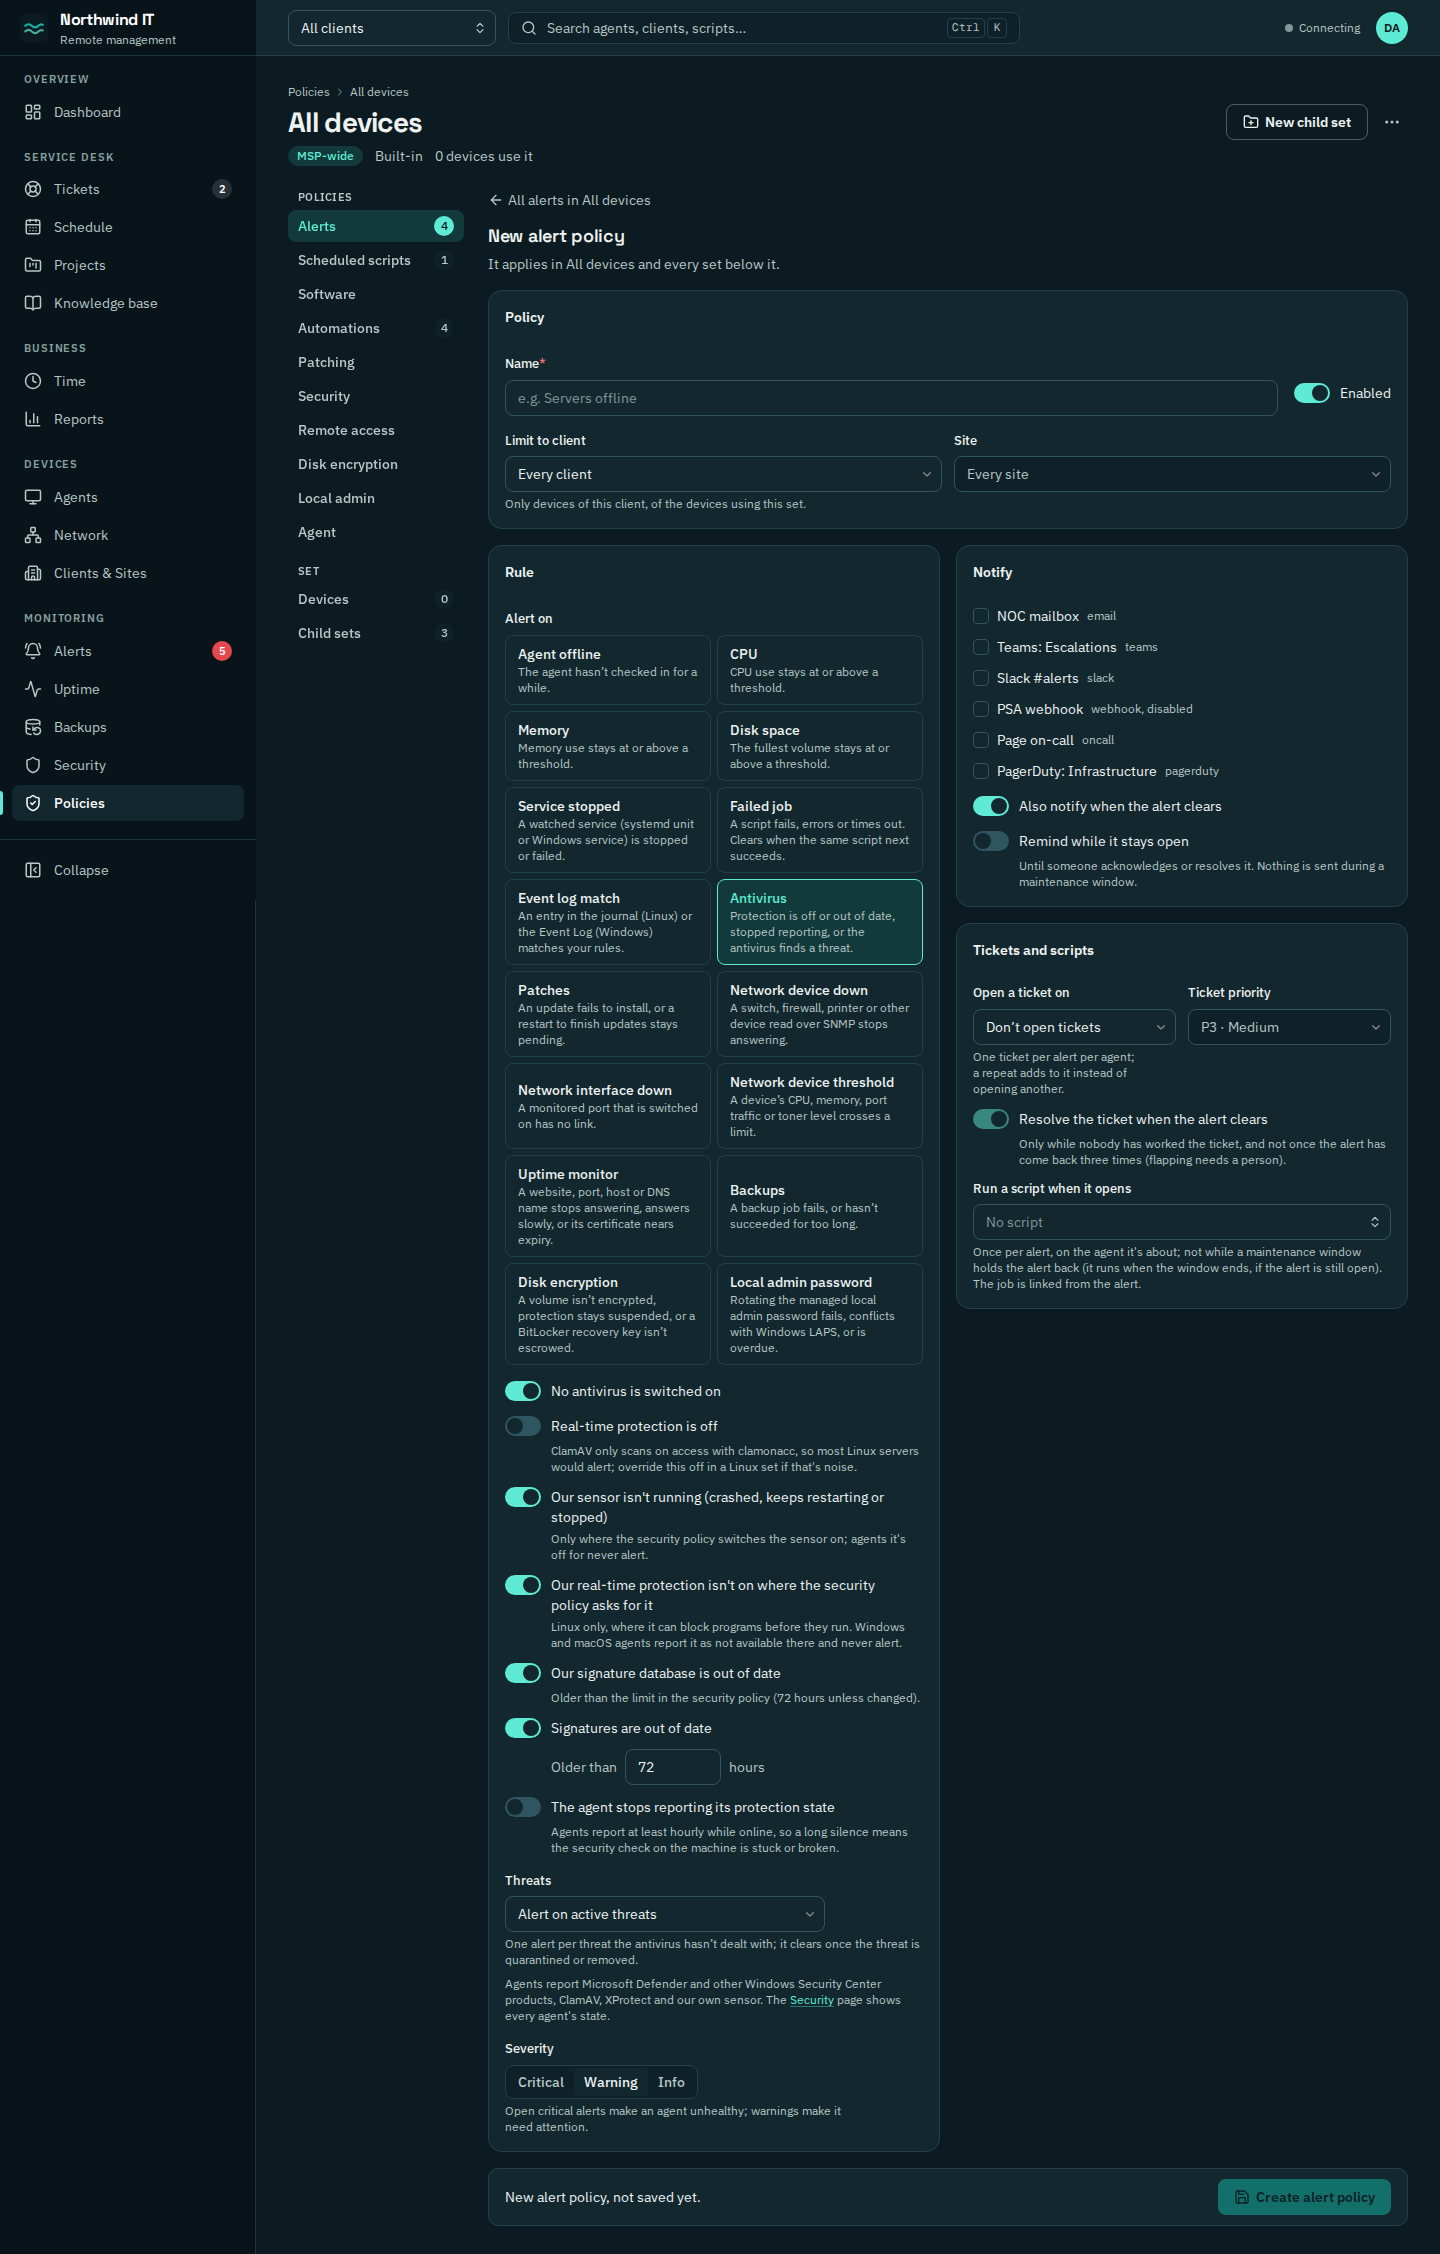 Northwind IT
Remote management
All clients
Search agents, clients, scripts...
Ctrl K
Connecting
DA
OVERVIEW
Dashboard
SERVICE DESK
Tickets 2
Schedule
Projects
Knowledge base
BUSINESS
Time
Reports
DEVICES
Agents
Network
Clients & Sites
MONITORING
Alerts 5
Uptime
Backups
Security
Policies
Collapse
Policies > All devices
All devices
New child set
MSP-wide Built-in 0 devices use it
POLICIES
Alerts 4
Scheduled scripts 1
Software
Automations 4
Patching
Security
Remote access
Disk encryption
Local admin
Agent
SET
Devices 0
Child sets 3
All alerts in All devices
New alert policy
It applies in All devices and every set below it.
Policy
Name*
e.g. Servers offline
Enabled
Limit to client
Every client
Only devices of this client, of the devices using this set.
Site
Every site
Rule
Alert on
Agent offline
The agent hasn't checked in for a
while.
CPU
CPU use stays at or above a
threshold.
Memory
Memory use stays at or above a
threshold.
Disk space
The fullest volume stays at or
above a threshold.
Service stopped
A watched service (systemd unit
or Windows service) is stopped
or failed.
Failed job
A script fails, errors or times out.
Clears when the same script next
succeeds.
Event log match
An entry in the journal (Linux) or
the Event Log (Windows)
matches your rules.
Antivirus
Protection is off or out of date,
stopped reporting, or the
antivirus finds a threat.
Patches
An update fails to install, or a
restart to finish updates stays
pending.
Network device down
A switch, firewall, printer or other
device read over SNMP stops
answering.
Network interface down
A monitored port that is switched
on has no link.
Network device threshold
A device's CPU, memory, port
traffic or toner level crosses a
limit.
Uptime monitor
A website, port, host or DNS
name stops answering, answers
slowly, or its certificate nears
expiry.
Backups
A backup job fails, or hasn't
succeeded for too long.
Disk encryption
A volume isn't encrypted,
protection stays suspended, or a
BitLocker recovery key isn't
escrowed.
Local admin password
Rotating the managed local
admin password fails, conflicts
with Windows LAPS, or is
overdue.
No antivirus is switched on
Real-time protection is off
ClamAV only scans on access with clamonacc, so most Linux servers
would alert; override this off in a Linux set if that's noise.
Our sensor isn't running (crashed, keeps restarting or
stopped)
Only where the security policy switches the sensor on; agents it's
off for never alert.
Our real-time protection isn't on where the security
policy asks for it
Linux only, where it can block programs before they run. Windows
and macOS agents report it as not available there and never alert.
Our signature database is out of date
Older than the limit in the security policy (72 hours unless changed).
Signatures are out of date
Older than 72 hours
The agent stops reporting its protection state
Agents report at least hourly while online, so a long silence means
the security check on the machine is stuck or broken.
Threats
Alert on active threats
One alert per threat the antivirus hasn't dealt with; it clears once the threat is
quarantined or removed.
Agents report Microsoft Defender and other Windows Security Center
products, ClamAV, XProtect and our own sensor. The Security page shows
every agent's state.
Severity
Critical Warning Info
Open critical alerts make an agent unhealthy; warnings make it
need attention.
Notify
NOC mailbox email
Teams: Escalations teams
Slack #alerts slack
PSA webhook webhook, disabled
Page on-call oncall
PagerDuty: Infrastructure pagerduty
Also notify when the alert clears
Remind while it stays open
Until someone acknowledges or resolves it. Nothing is sent during a
maintenance window.
Tickets and scripts
Open a ticket on
Don't open tickets
One ticket per alert per agent;
a repeat adds to it instead of
opening another.
Ticket priority
P3 · Medium
Resolve the ticket when the alert clears
Only while nobody has worked the ticket, and not once the alert has
come back three times (flapping needs a person).
Run a script when it opens
No script
Once per alert, on the agent it's about; not while a maintenance window
holds the alert back (it runs when the window ends, if the alert is still open).
The job is linked from the alert.
New alert policy, not saved yet.
Create alert policy